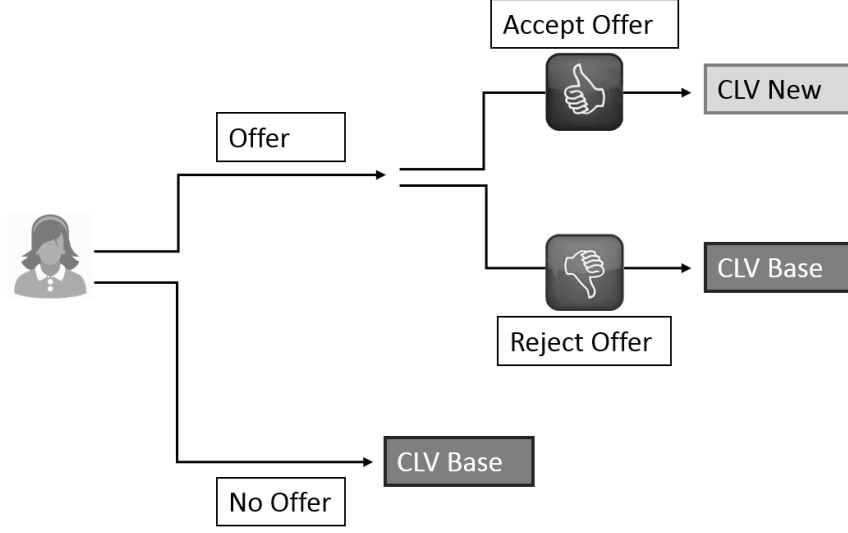 Accept Offer
CLV New
Offer
CLV Base
Reject Offer
CLV Base
No Offer